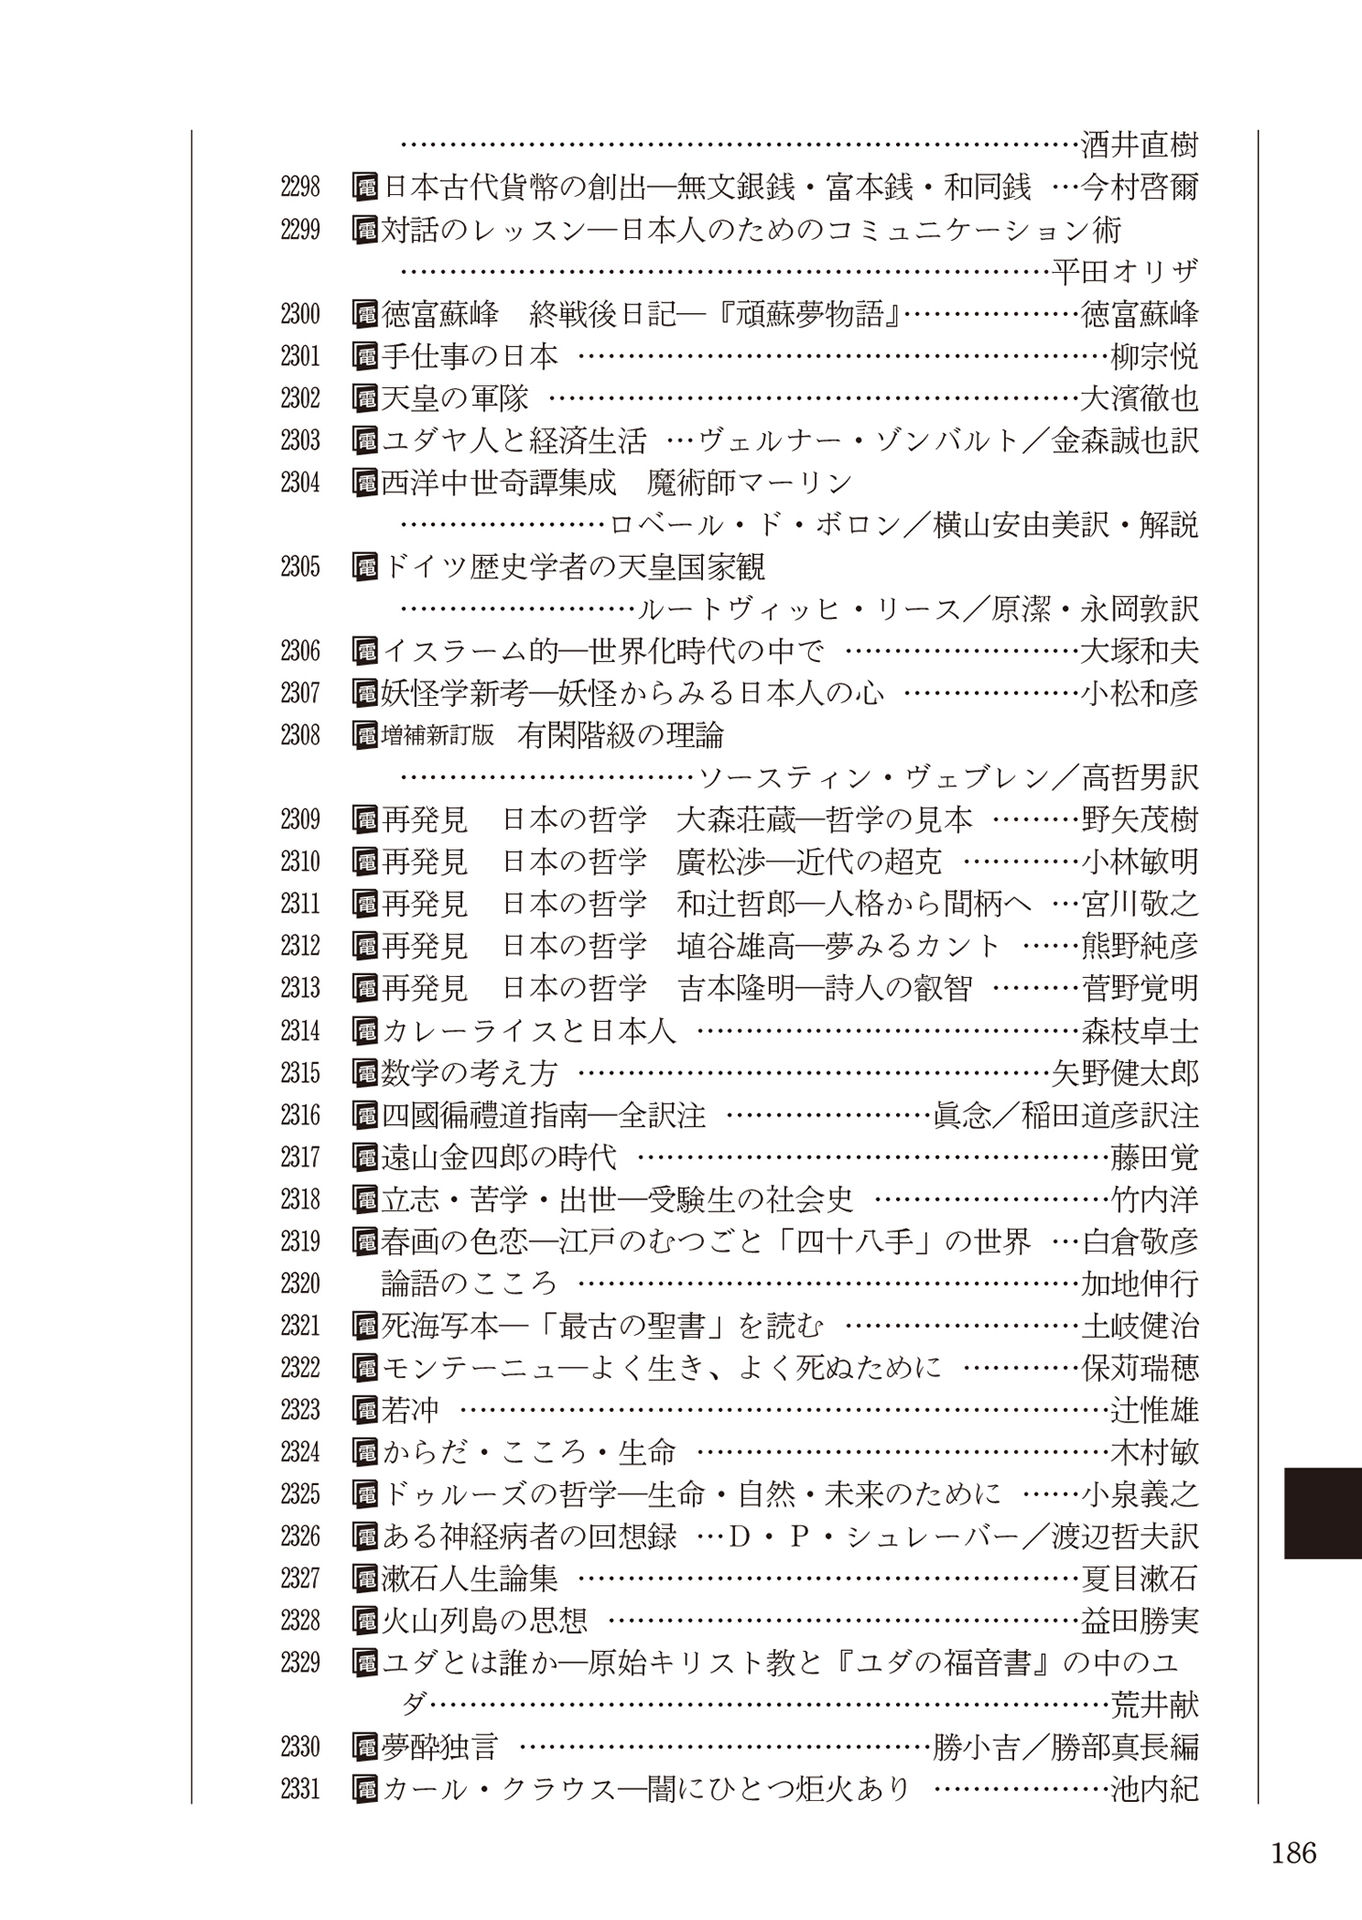 ……………………………………………………………酒井直樹
2298 電日本古代貨幣の創出―無文銀銭・富本銭・和同銭 …今村啓爾
2299 電対話のレッスン―日本人のためのコミュニケーション術
…………………………………………………………平田オリザ
2300 電徳富蘇峰　終戦後日記―『頑蘇夢物語』………………徳富蘇峰
2301 電手仕事の日本 ………………………………………………柳宗悦
2302 電天皇の軍隊 ………………………………………………大濱徹也
2303 電ユダヤ人と経済生活 …ヴェルナー・ゾンバルト／金森誠也訳
2304 電西洋中世奇譚集成　魔術師マーリン
…………………ロベール・ド・ボロン／横山安由美訳・解説
2305 電ドイツ歴史学者の天皇国家観
……………………ルートヴィッヒ・リース／原潔・永岡敦訳
2306 電イスラーム的―世界化時代の中で ……………………大塚和夫
2307 電妖怪学新考―妖怪からみる日本人の心 ………………小松和彦
2308 電増補新訂版　有閑階級の理論
…………………………ソースティン・ヴェブレン／高哲男訳
2309 電再発見　日本の哲学　大森荘蔵―哲学の見本 ………野矢茂樹
2310 電再発見　日本の哲学　廣松渉―近代の超克 …………小林敏明
2311 電再発見　日本の哲学　和辻哲郎―人格から間柄へ …宮川敬之
2312 電再発見　日本の哲学　埴谷雄高―夢みるカント ……熊野純彦
2313 電再発見　日本の哲学　吉本隆明―詩人の叡智 ………菅野覚明
2314 電カレーライスと日本人 …………………………………森枝卓士
2315 電数学の考え方 …………………………………………矢野健太郎
2316 電四國徧禮道指南―全訳注 …………………眞念／稲田道彦訳注
2317 電遠山金四郎の時代 …………………………………………藤田覚
2318 電立志・苦学・出世―受験生の社会史 ……………………竹内洋
2319 電春画の色恋―江戸のむつごと「四十八手」の世界 …白倉敬彦
2320 論語のこころ ……………………………………………加地伸行
2321 電死海写本―「最古の聖書」を読む ……………………土岐健治
2322 電モンテーニュ―よく生き、よく死ぬために …………保苅瑞穂
2323 電若冲 …………………………………………………………辻惟雄
2324 電からだ・こころ・生命 ……………………………………木村敏
2325 電ドゥルーズの哲学―生命・自然・未来のために ……小泉義之
2326 電ある神経病者の回想録 …Ｄ・Ｐ・シュレーバー／渡辺哲夫訳
2327 電漱石人生論集 ……………………………………………夏目漱石
2328 電火山列島の思想 …………………………………………益田勝実
2329 電ユダとは誰か―原始キリスト教と『ユダの福音書』の中のユ
ダ……………………………………………………………荒井献
2330 電夢酔独言 ……………………………………勝小吉／勝部真長編
2331 電カール・クラウス―闇にひとつ炬火あり ………………池内紀
186